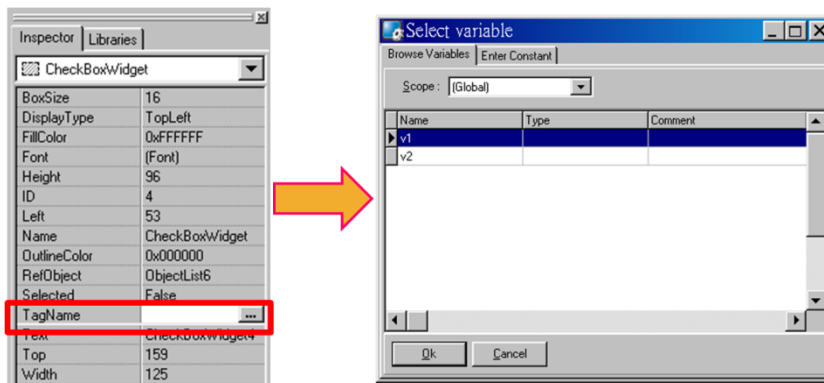 Inspector Libraries
CheckBoxWidget
BoxSize 16
DisplayType TopLeft
FillColor 0xFFFFFF
Font (Font)
Height 96
ID 4
Left 53
Name CheckBoxWidget
OutlineColor 0x000000
RefObject ObjectList6
Selected False
TagName ...
Text CheckBoxWidget4
Top 159
Width 125
Select variable
Browse Variables Enter Constant
Scope : (Global)
Name Type Comment
v1
v2
Ok Cancel